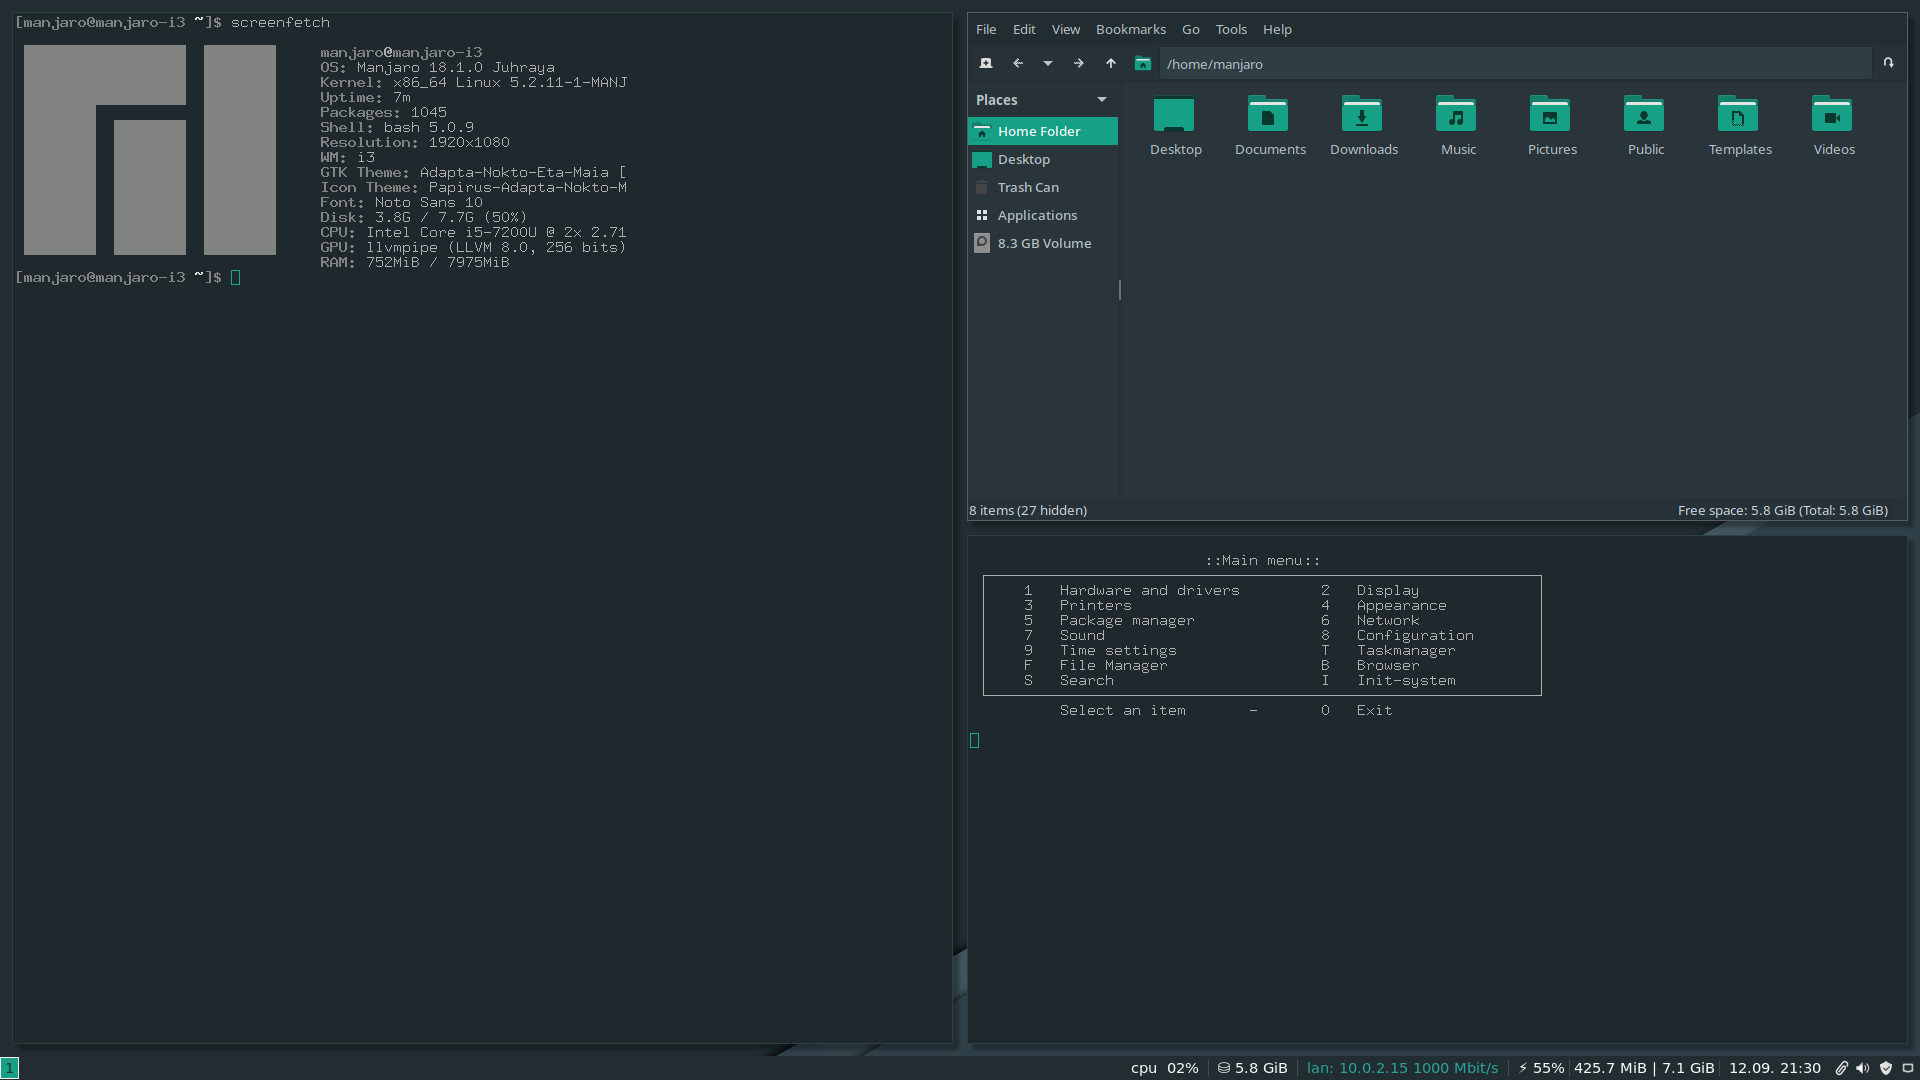 [manjaro@manjaro-i3 ~]$ screenfetch
manjaro@manjaro-i3
OS: Manjaro 18.1.0 Juhraya
Kernel: x86_64 Linux 5.2.11-1-MANJ
Uptime: 7m
Packages: 1045
Shell: bash 5.0.9
Resolution: 1920x1080
WM: i3
GTK Theme: Adapta-Nokto-Eta-Maia [
Icon Theme: Papirus-Adapta-Nokto-M
Font: Noto Sans 10
Disk: 3.8G / 7.7G (50%)
CPU: Intel Core i5-7200U @ 2x 2.71
GPU: llvmpipe (LLVM 8.0, 256 bits)
RAM: 752MiB / 7975MiB
[manjaro@manjaro-i3 ~]$
File Edit View Bookmarks Go Tools Help
/home/manjaro
Places
Home Folder
Desktop
Trash Can
Applications
8.3 GB Volume
Desktop Documents Downloads Music Pictures Public Templates Videos
8 items (27 hidden) Free space: 5.8 GiB (Total: 5.8 GiB)
::Main menu::
1 Hardware and drivers 2 Display
3 Printers 4 Appearance
5 Package manager 6 Network
7 Sound 8 Configuration
9 Time settings T Taskmanager
F File Manager B Browser
S Search I Init-system
Select an item - 0 Exit
1 cpu 02% 5.8 GiB lan: 10.0.2.15 1000 Mbit/s ⚡ 55% 425.7 MiB | 7.1 GiB 12.09. 21:30